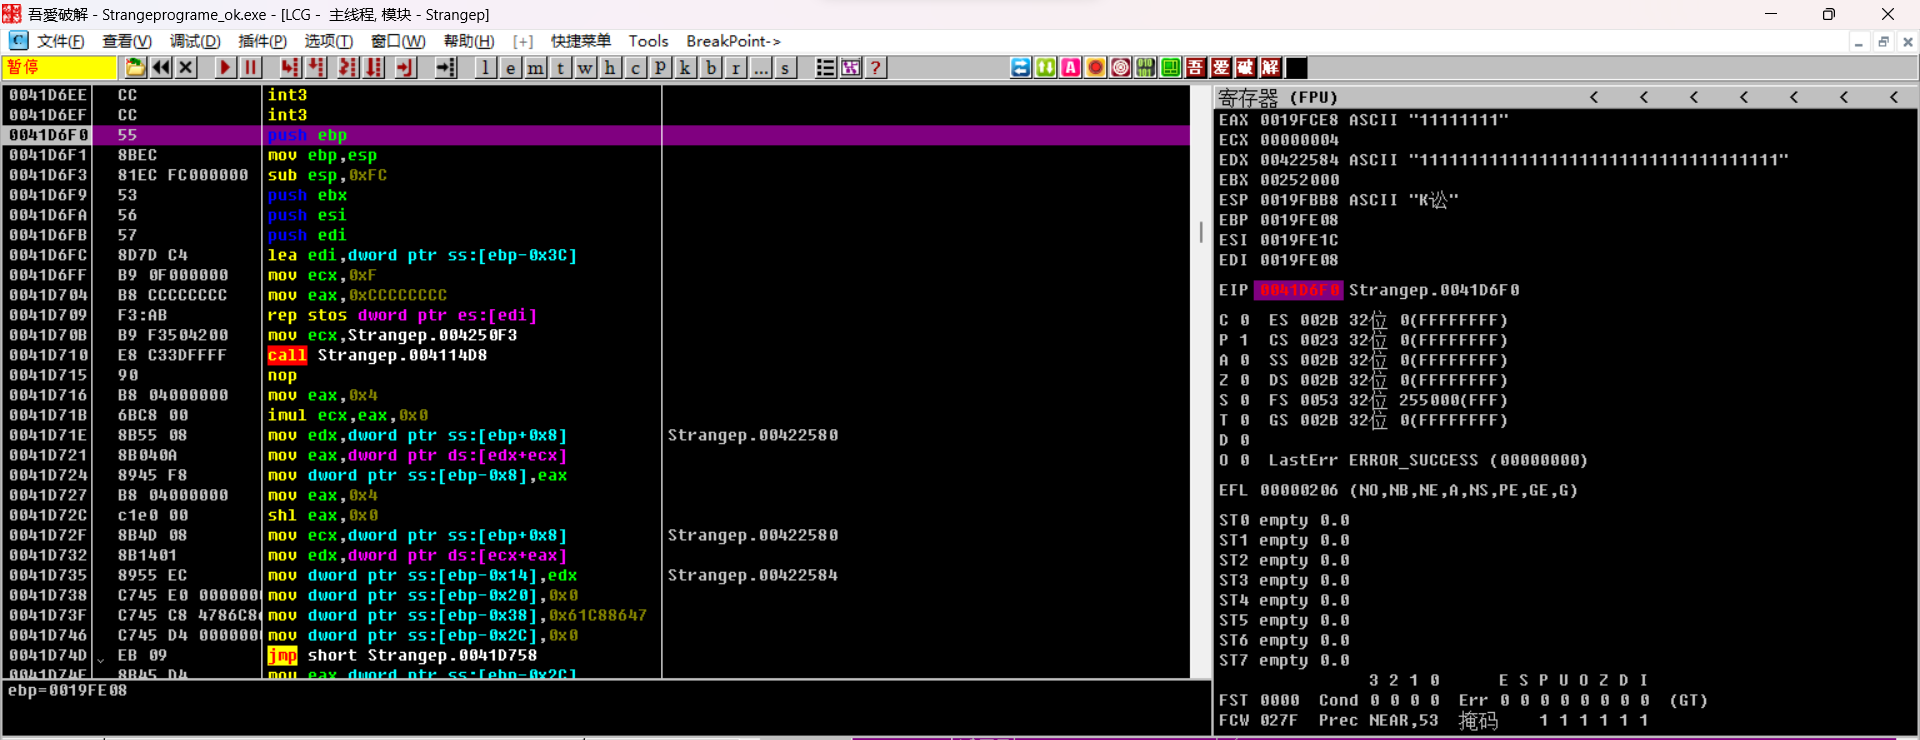 吾愛破解 - Strangeprograme_ok.exe - [LCG - 主线程, 模块 - Strangep]
文件(F) 查看(V) 调试(D) 插件(P) 选项(T) 窗口(W) 帮助(H) [+] 快捷菜单 Tools BreakPoint->
暂停 l e m t w h c P k b r ... s ? A 吾 爱 破 解
0041D6EE CC int3
0041D6EF CC int3
0041D6F0 55 push ebp
0041D6F1 8BEC mov ebp,esp
0041D6F3 81EC FC000000 sub esp,0xFC
0041D6F9 53 push ebx
0041D6FA 56 push esi
0041D6FB 57 push edi
0041D6FC 8D7D C4 lea edi,dword ptr ss:[ebp-0x3C]
0041D6FF B9 0F000000 mov ecx,0xF
0041D704 B8 CCCCCCCC mov eax,0xCCCCCCCC
0041D709 F3:AB rep stos dword ptr es:[edi]
0041D70B B9 F3504200 mov ecx,Strangep.004250F3
0041D710 E8 C33DFFFF call Strangep.004114D8
0041D715 90 nop
0041D716 B8 04000000 mov eax,0x4
0041D71B 6BC8 00 imul ecx,eax,0x0
0041D71E 8B55 08 mov edx,dword ptr ss:[ebp+0x8] Strangep.00422580
0041D721 8B040A mov eax,dword ptr ds:[edx+ecx]
0041D724 8945 F8 mov dword ptr ss:[ebp-0x8],eax
0041D727 B8 04000000 mov eax,0x4
0041D72C c1e0 00 shl eax,0x0
0041D72F 8B4D 08 mov ecx,dword ptr ss:[ebp+0x8] Strangep.00422580
0041D732 8B1401 mov edx,dword ptr ds:[ecx+eax]
0041D735 8955 EC mov dword ptr ss:[ebp-0x14],edx Strangep.00422584
0041D738 C745 E0 0000000 mov dword ptr ss:[ebp-0x20],0x0
0041D73F C745 C8 4786C8 mov dword ptr ss:[ebp-0x38],0x61C88647
0041D746 C745 D4 0000000 mov dword ptr ss:[ebp-0x2C],0x0
0041D74D EB 09 jmp short Strangep.0041D758
0041D74F 8B45 D4 mov eax,dword ptr ss:[ebp-0x2C]
ebp=0019FE08
寄存器 (FPU) < < < < < < <
EAX 0019FCE8 ASCII "11111111"
ECX 00000004
EDX 00422584 ASCII "111111111111111111111111111111111111"
EBX 00252000
ESP 0019FBB8 ASCII "K讼"
EBP 0019FE08
ESI 0019FE1C
EDI 0019FE08
EIP 0041D6F0 Strangep.0041D6F0
C 0 ES 002B 32位 0(FFFFFFFF)
P 1 CS 0023 32位 0(FFFFFFFF)
A 0 SS 002B 32位 0(FFFFFFFF)
Z 0 DS 002B 32位 0(FFFFFFFF)
S 0 FS 0053 32位 255000(FFF)
T 0 GS 002B 32位 0(FFFFFFFF)
D 0
O 0 LastErr ERROR_SUCCESS (00000000)
EFL 00000206 (NO,NB,NE,A,NS,PE,GE,G)
ST0 empty 0.0
ST1 empty 0.0
ST2 empty 0.0
ST3 empty 0.0
ST4 empty 0.0
ST5 empty 0.0
ST6 empty 0.0
ST7 empty 0.0
3 2 1 0 E S P U O Z D I
FST 0000 Cond 0 0 0 0 Err 0 0 0 0 0 0 0 0 (GT)
FCW 027F Prec NEAR,53 掩码 1 1 1 1 1 1